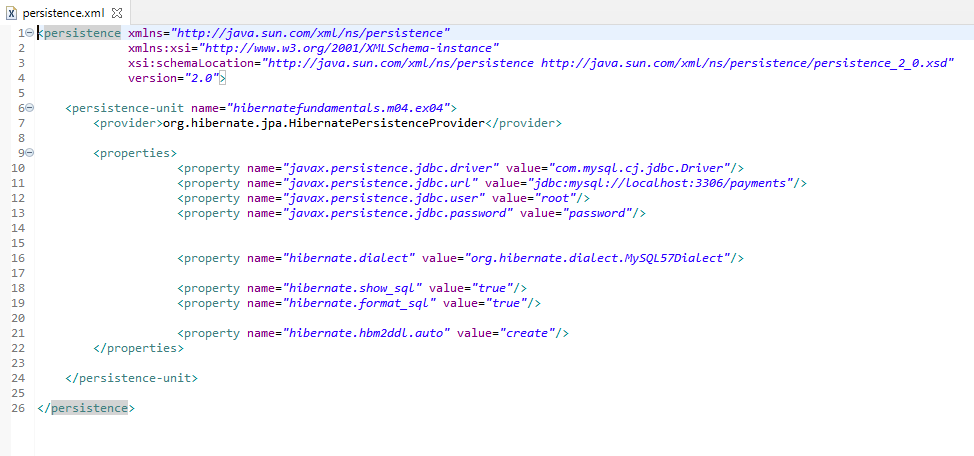 persistence.xml
1 <persistence xmlns="http://java.sun.com/xml/ns/persistence"
2 xmlns:xsi="http://www.w3.org/2001/XMLSchema-instance"
3 xsi:schemaLocation="http://java.sun.com/xml/ns/persistence http://java.sun.com/xml/ns/persistence/persistence_2_0.xsd"
4 version="2.0">
5
6 <persistence-unit name="hibernatefundamentals.m04.ex04">
7 <provider>org.hibernate.jpa.HibernatePersistenceProvider</provider>
8
9 <properties>
10 <property name="javax.persistence.jdbc.driver" value="com.mysql.cj.jdbc.Driver"/>
11 <property name="javax.persistence.jdbc.url" value="jdbc:mysql://localhost:3306/payments"/>
12 <property name="javax.persistence.jdbc.user" value="root"/>
13 <property name="javax.persistence.jdbc.password" value="password"/>
14
15
16 <property name="hibernate.dialect" value="org.hibernate.dialect.MySQL57Dialect"/>
17
18 <property name="hibernate.show_sql" value="true"/>
19 <property name="hibernate.format_sql" value="true"/>
20
21 <property name="hibernate.hbm2ddl.auto" value="create"/>
22 </properties>
23
24 </persistence-unit>
25
26 </persistence>